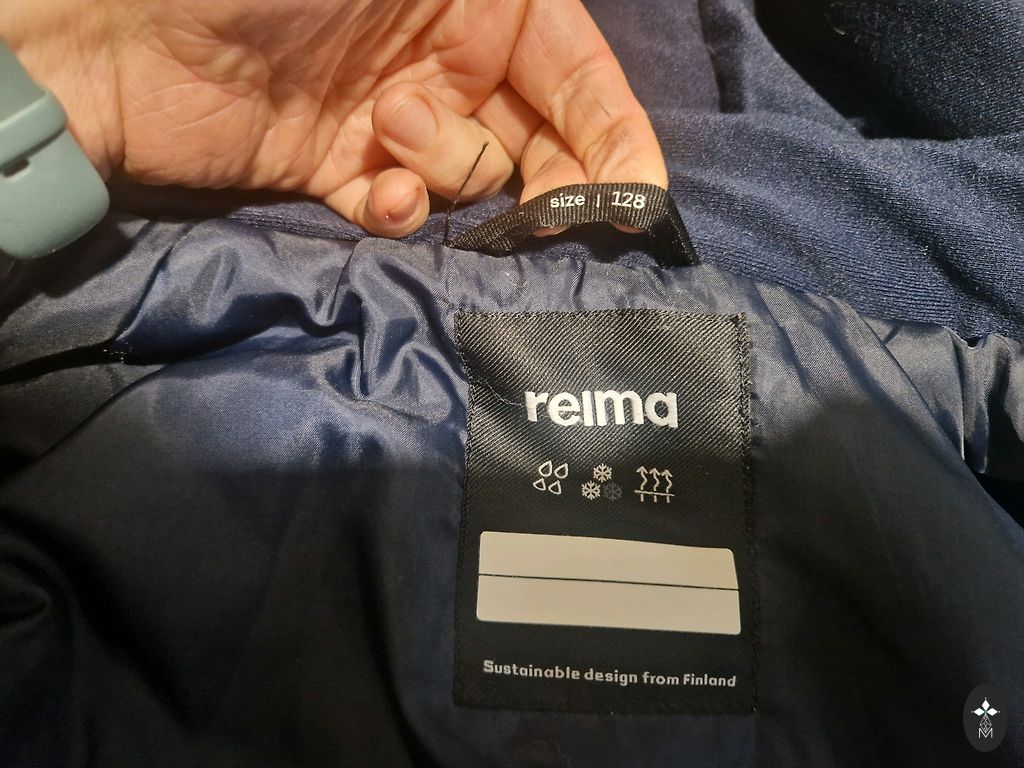 size | 128
reima
Sustainable design from Finland